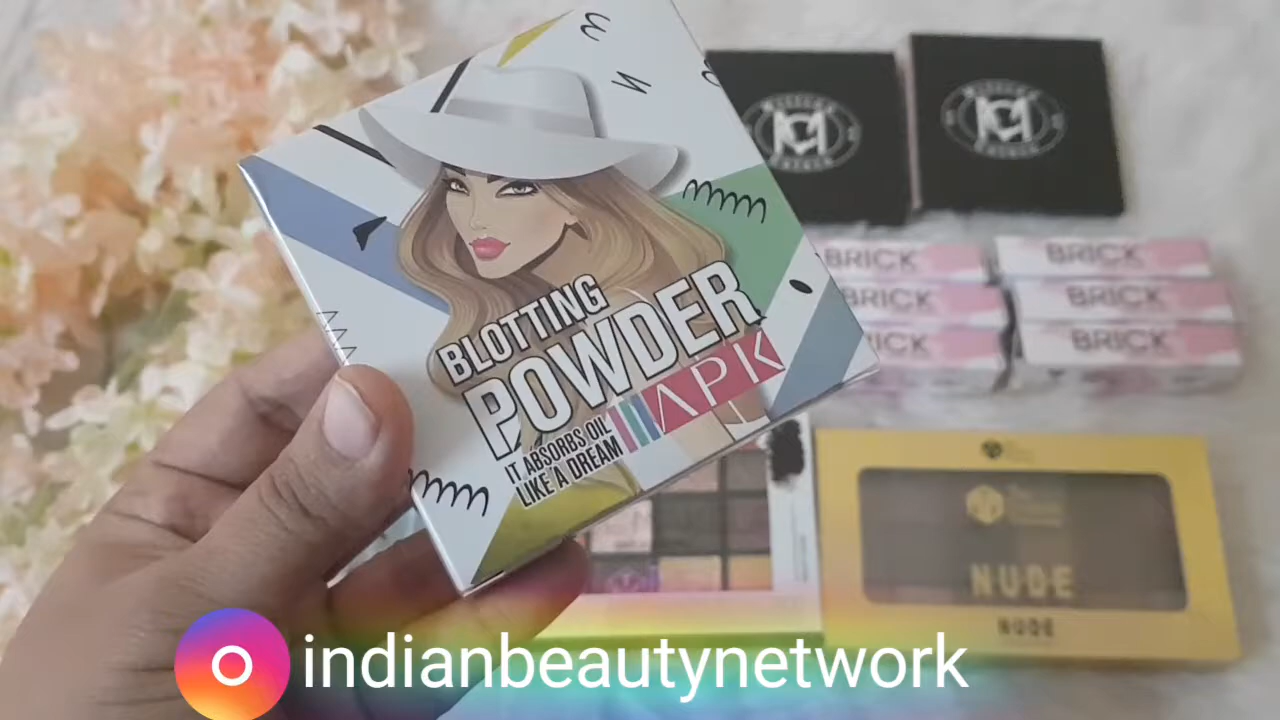 BLOTTING
POWDER
APK
IT ABSORBS OIL
LIKE A DREAM
BRICK
BRICK
BRICK
BRICK
BRICK
BRICK
NUDE
NUDE
indianbeautynetwork